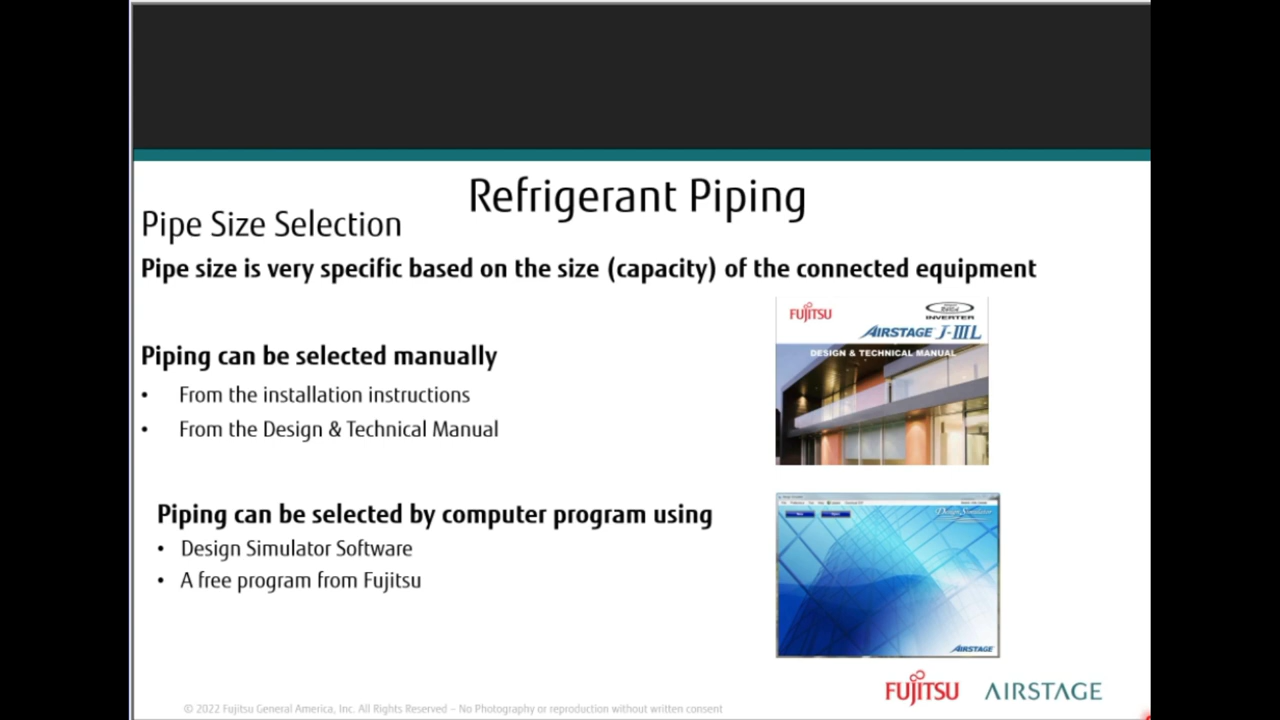 Refrigerant Piping
Pipe Size Selection
Pipe size is very specific based on the size (capacity) of the connected equipment
FUJITSU
INVERTER
AIRSTAGE J-IIIL
DESIGN & TECHNICAL MANUAL
Piping can be selected manually
• From the installation instructions
• From the Design & Technical Manual
Piping can be selected by computer program using
• Design Simulator Software
• A free program from Fujitsu
Design Simulator
AIRSTAGE
FUJITSU AIRSTAGE
© 2022 Fujitsu General America, Inc. All Rights Reserved – No Photography or reproduction without written consent